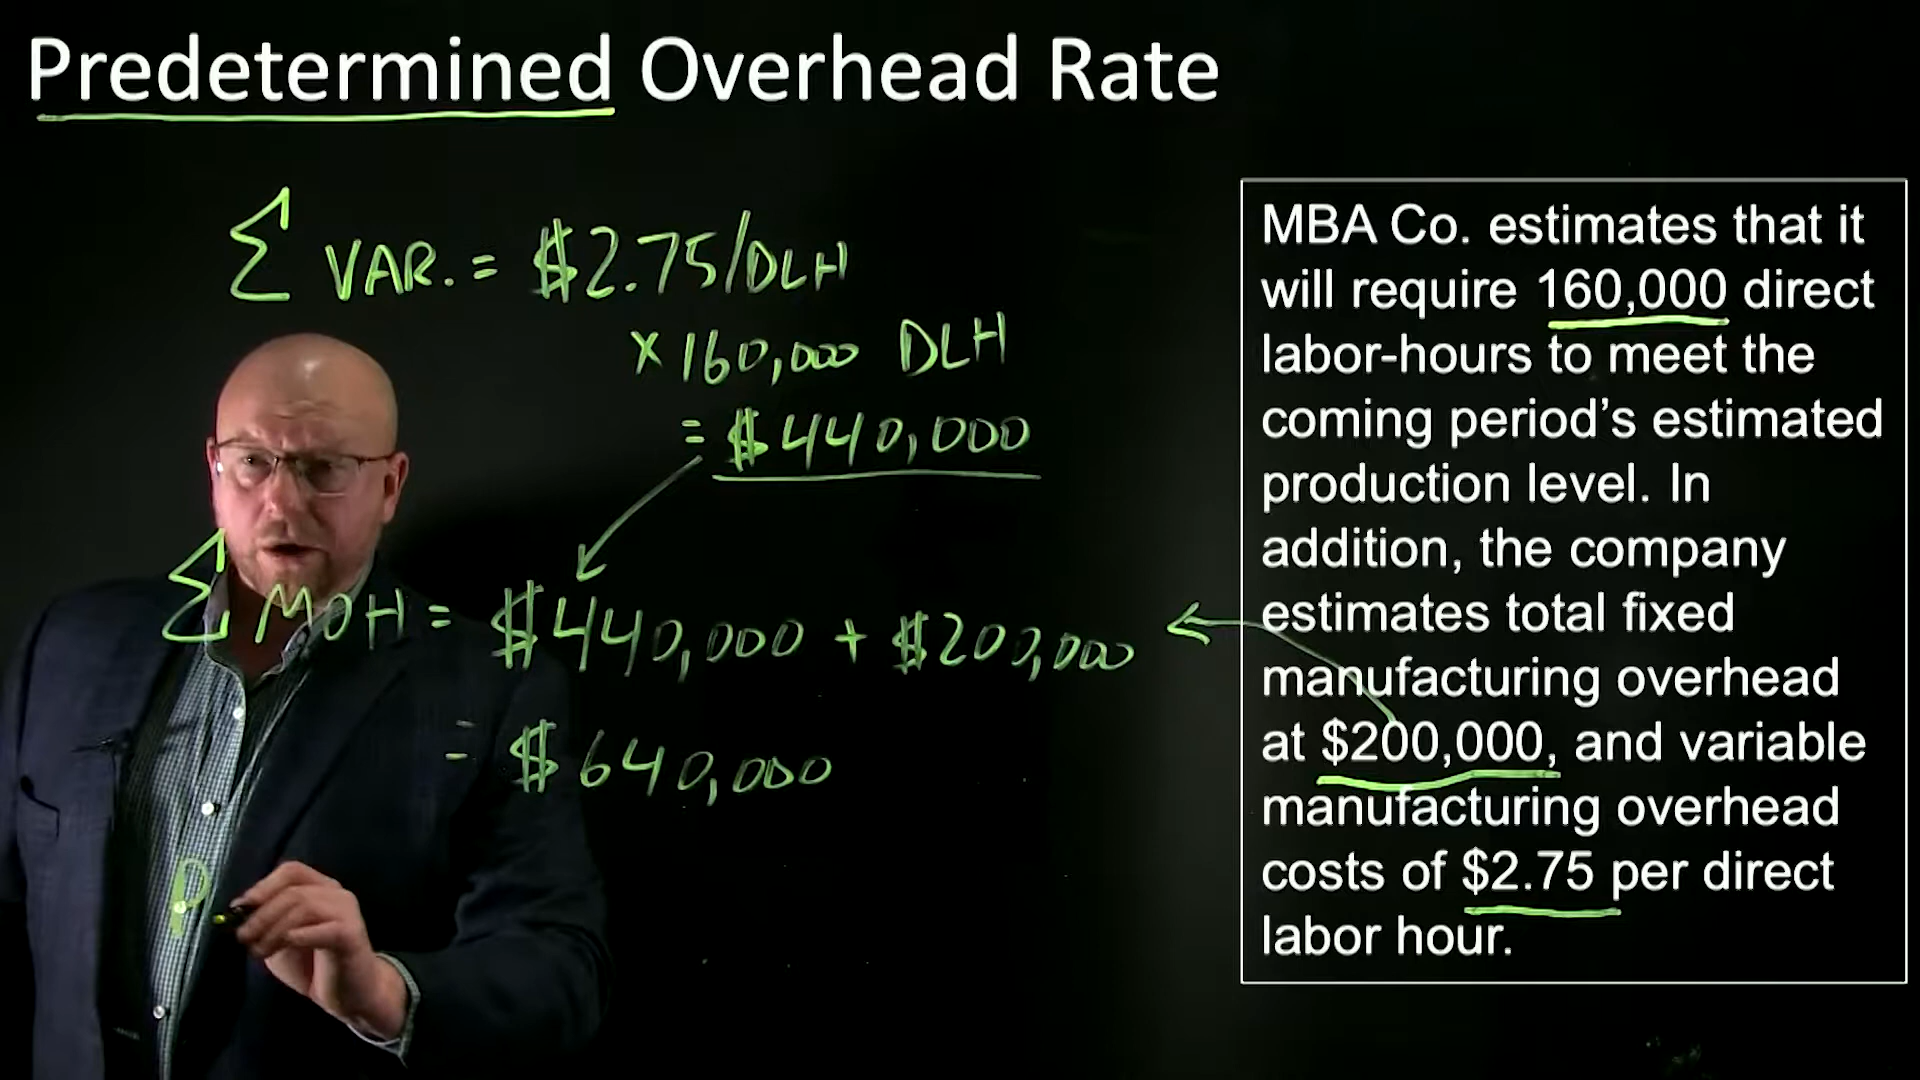 Predetermined Overhead Rate
Σ VAR. = $2.75/DLH
× 160,000 DLH
= $440,000
Σ MOH = $440,000 + $200,000
= $640,000
P
MBA Co. estimates that it
will require 160,000 direct
labor-hours to meet the
coming period’s estimated
production level. In
addition, the company
estimates total fixed
manufacturing overhead
at $200,000, and variable
manufacturing overhead
costs of $2.75 per direct
labor hour.